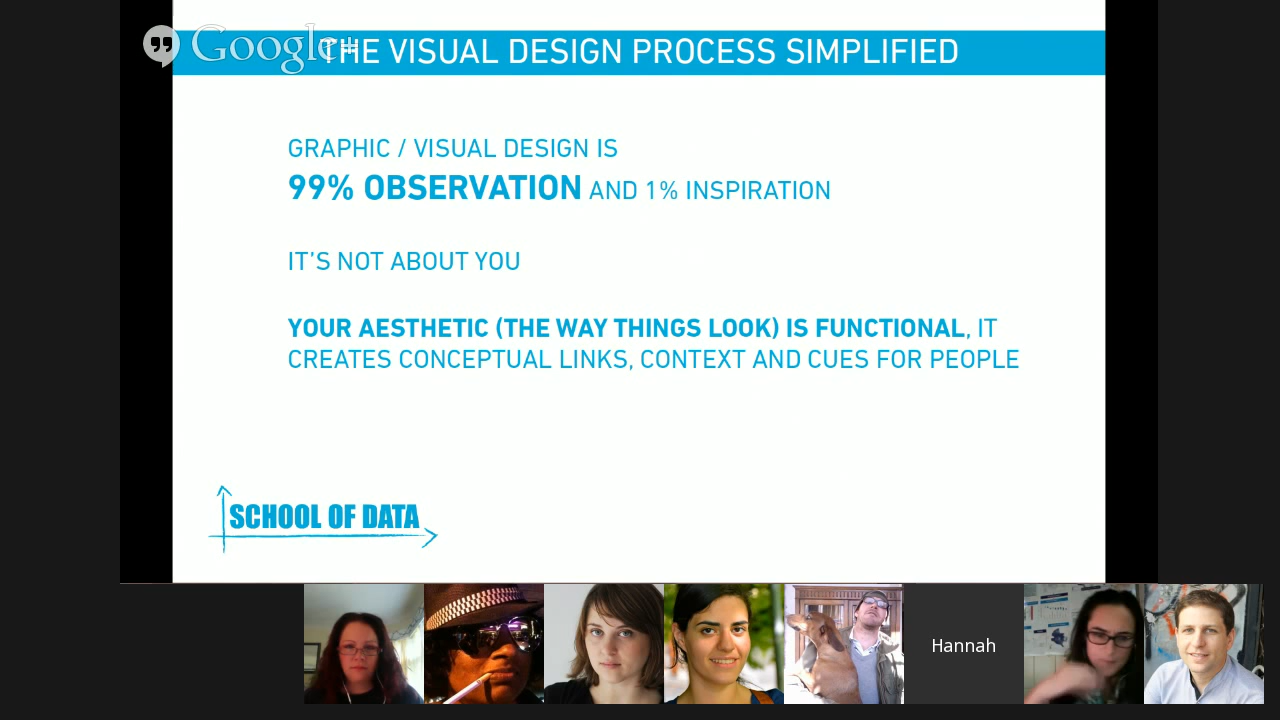 Google+
THE VISUAL DESIGN PROCESS SIMPLIFIED
GRAPHIC / VISUAL DESIGN IS
99% OBSERVATION AND 1% INSPIRATION
IT'S NOT ABOUT YOU
YOUR AESTHETIC (THE WAY THINGS LOOK) IS FUNCTIONAL, IT
CREATES CONCEPTUAL LINKS, CONTEXT AND CUES FOR PEOPLE
SCHOOL OF DATA
Hannah